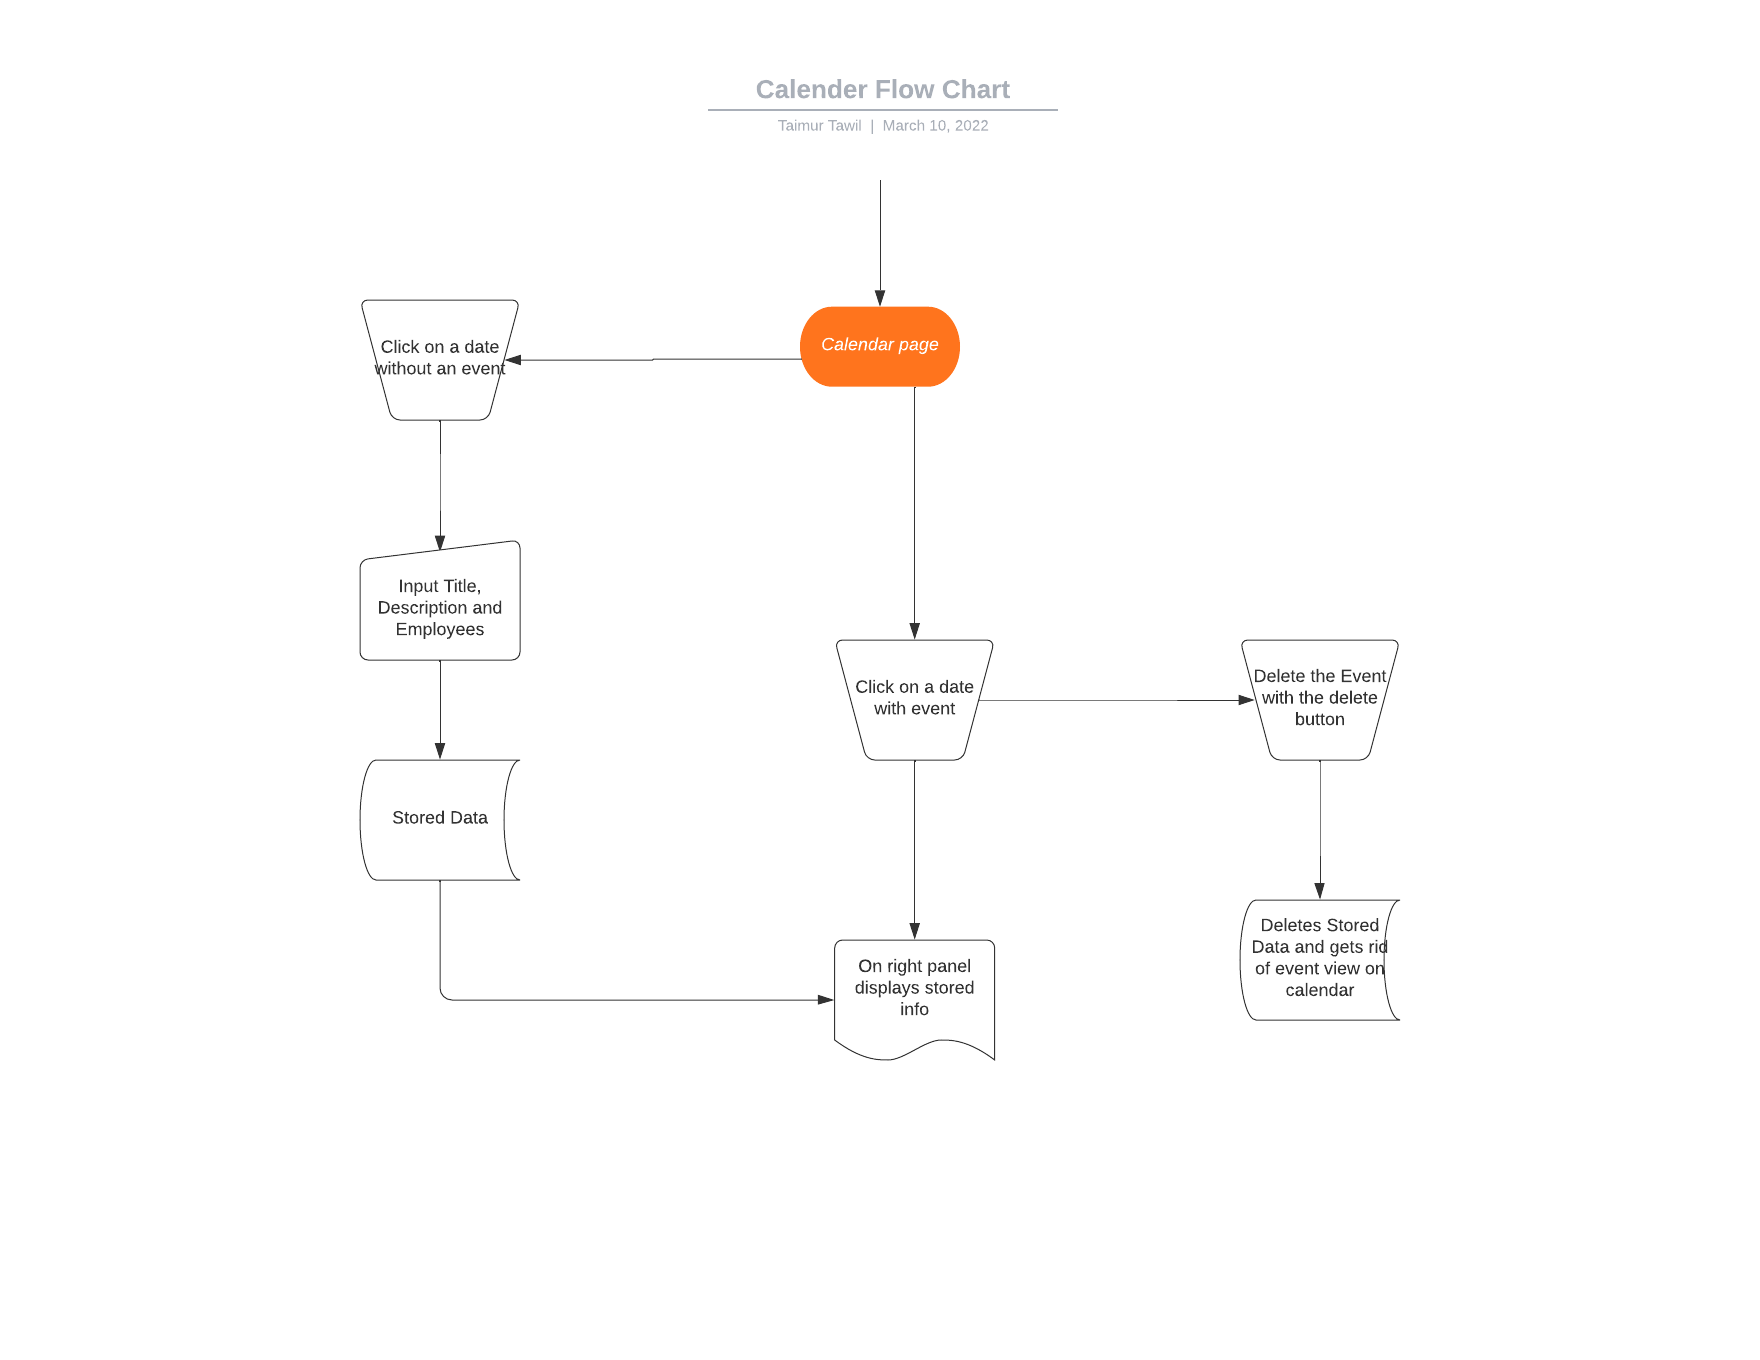 Calender Flow Chart
Taimur Tawil | March 10, 2022
Calendar page
Click on a date
without an event
Input Title,
Description and
Employees
Stored Data
Click on a date
with event
Delete the Event
with the delete
button
On right panel
displays stored
info
Deletes Stored
Data and gets rid
of event view on
calendar